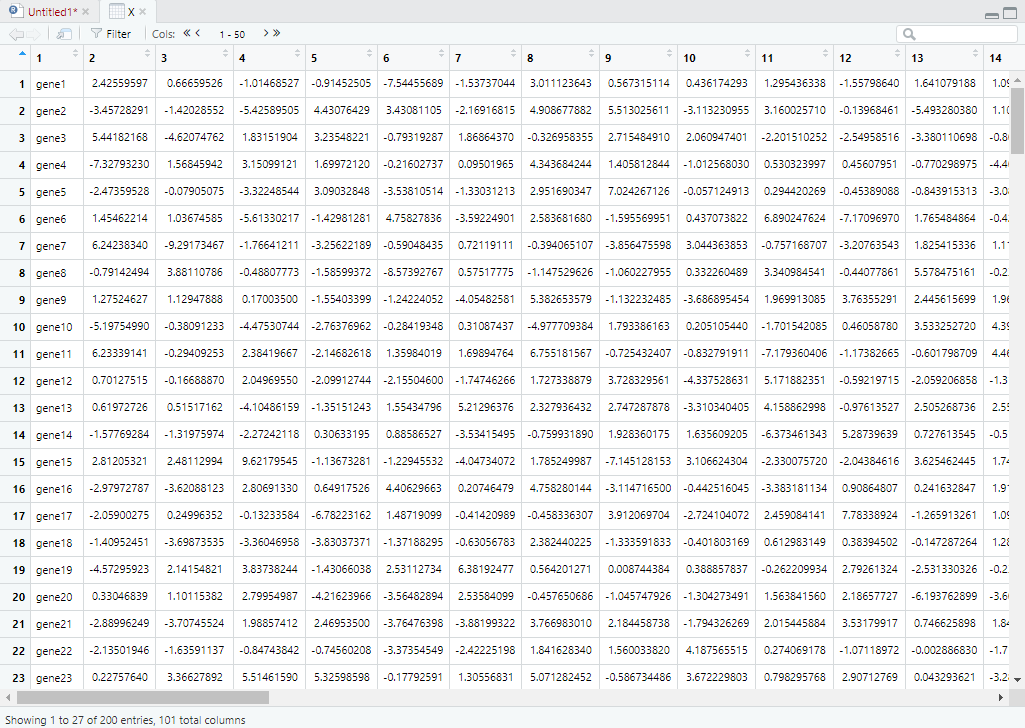 Untitled1* X
Filter Cols: 1 - 50
1 2 3 4 5 6 7 8 9 10 11 12 13 14
1 gene1 2.42559597 0.66659526 -1.01468527 -0.91452505 -7.54455689 -1.53737044 3.011123643 0.567315114 0.436174293 1.295436338 -1.55798640 1.641079188 1.09
2 gene2 -3.45728291 -1.42028552 -5.42589505 4.43076429 3.43081105 -2.16916815 4.908677882 5.513025611 -3.113230955 3.160025710 -0.13968461 -5.493280380 1.10
3 gene3 5.44182168 -4.62074762 1.83151904 3.23548221 -0.79319287 1.86864370 -0.326958355 2.715484910 2.060947401 -2.201510252 -2.54958516 -3.380110698 -0.8
4 gene4 -7.32793230 1.56845942 3.15099121 1.69972120 -0.21602737 0.09501965 4.343684244 1.405812844 -1.012568030 0.530323997 0.45607951 -0.770298975 -4.4
5 gene5 -2.47359528 -0.07905075 -3.32248544 3.09032848 -3.53810514 -1.33031213 2.951690347 7.024267126 -0.057124913 0.294420269 -0.45389088 -0.843915313 -3.0
6 gene6 1.45462214 1.03674585 -5.61330217 -1.42981281 4.75827836 -3.59224901 2.583681680 -1.595569951 0.437073822 6.890247624 -7.17096970 1.765484864 -0.4
7 gene7 6.24238340 -9.29173467 -1.76641211 -3.25622189 -0.59048435 0.72119111 -0.394065107 -3.856475598 3.044363853 -0.757168707 -3.20763543 1.825415336 1.1
8 gene8 -0.79142494 3.88110786 -0.48807773 -1.58599372 -8.57392767 0.57517775 -1.147529626 -1.060227955 0.332260489 3.340984541 -0.44077861 5.578475161 -0.2
9 gene9 1.27524627 1.12947888 0.17003500 -1.55403399 -1.24224052 -4.05482581 5.382653579 -1.132232485 -3.686895454 1.969913085 3.76355291 2.445615699 1.96
10 gene10 -5.19754990 -0.38091233 -4.47530744 -2.76376962 -0.28419348 0.31087437 -4.977709384 1.793386163 0.205105440 -1.701542085 0.46058780 3.533252720 4.39
11 gene11 6.23339141 -0.29409253 2.38419667 -2.14682618 1.35984019 1.69894764 6.755181567 -0.725432407 -0.832791911 -7.179360406 -1.17382665 -0.601798709 4.46
12 gene12 0.70127515 -0.16688870 2.04969550 -2.09912744 -2.15504600 -1.74746266 1.727338879 3.728329561 -4.337528631 5.171882351 -0.59219715 -2.059206858 -1.3
13 gene13 0.61972726 0.51517162 -4.10486159 -1.35151243 1.55434796 5.21296376 2.327936432 2.747287878 -3.310340405 4.158862998 -0.97613527 2.505268736 2.55
14 gene14 -1.57769284 -1.31975974 -2.27242118 0.30633195 0.88586527 -3.53415495 -0.759931890 1.928360175 1.635609205 -6.373461343 5.28739639 0.727613545 -0.5
15 gene15 2.81205321 2.48112994 9.62179545 -1.13673281 -1.22945532 -4.04734072 1.785249987 -7.145128153 3.106624304 -2.330075720 -2.04384616 3.625462445 1.74
16 gene16 -2.97972787 -3.62088123 2.80691330 0.64917526 4.40629663 0.20746479 4.758280144 -3.114716500 -0.442516045 -3.383181134 0.90864807 0.241632847 1.9
17 gene17 -2.05900275 0.24996352 -0.13233584 -6.78223162 1.48719099 -0.41420989 -0.458336307 3.912069704 -2.724104072 2.459084141 7.78338924 -1.265913261 1.09
18 gene18 -1.40952451 -3.69873535 -3.36046958 -3.83037371 -1.37188295 -0.63056783 2.382440225 -1.333591833 -0.401803169 0.612983149 0.38394502 -0.147287264 1.28
19 gene19 -4.57295923 2.14154821 3.83738244 -1.43066038 2.53112734 6.38192477 0.564201271 0.008744384 0.388857837 -0.262209934 2.79261324 -2.531330326 -0.2
20 gene20 0.33046839 1.10115382 2.79954987 -4.21623966 -3.56482894 2.53584099 -0.457650686 -1.045747926 -1.304273491 1.563841560 2.18657727 -6.193762899 -3.6
21 gene21 -2.88996249 -3.70745524 1.98857412 2.46953500 -3.76476398 -3.88199322 3.766983010 2.184458738 -1.794326269 2.015445884 3.53179917 0.746625898 1.84
22 gene22 -2.13501946 -1.63591137 -0.84743842 -0.74560208 -3.37354549 -2.42225198 1.841628340 1.560033820 4.187565515 0.274069178 -1.07118972 -0.002886830 -1.7
23 gene23 0.22757640 3.36627892 5.51461590 5.32598598 -0.17792591 1.30556831 5.071282452 -0.586734486 3.672229803 0.798295768 2.90712769 0.043293621 -3.2
Showing 1 to 27 of 200 entries, 101 total columns